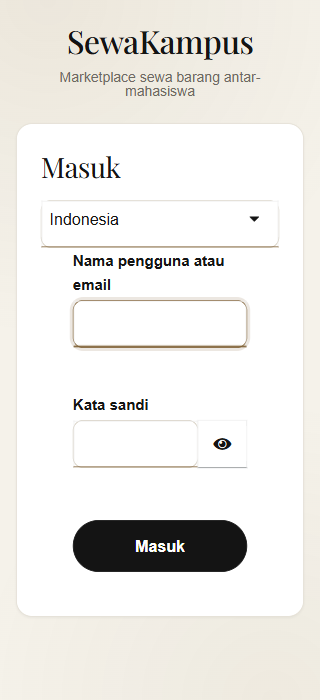 SewaKampus
Marketplace sewa barang antar-
mahasiswa
Masuk
Indonesia
Nama pengguna atau
email
Kata sandi
Masuk